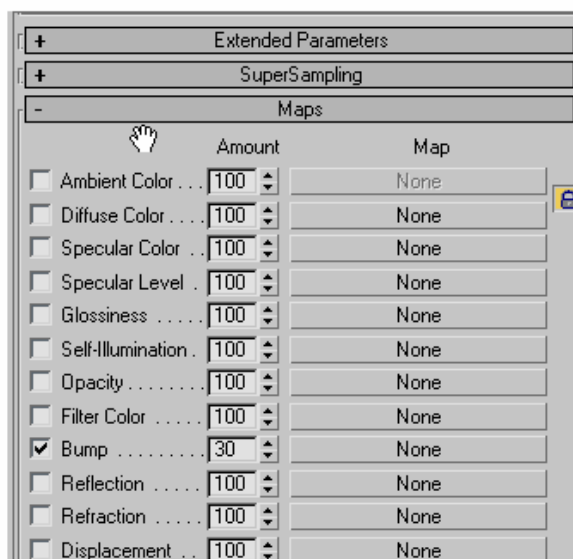 + Extended Parameters
+ SuperSampling
- Maps
Amount Map
Ambient Color . . . 100 None
Diffuse Color . . . . 100 None
Specular Color . . 100 None
Specular Level . 100 None
Glossiness . . . . . 100 None
Self-Illumination . 100 None
Opacity . . . . . . . . 100 None
Filter Color . . . . . 100 None
Bump . . . . . . . . . 30 None
Reflection . . . . . 100 None
Refraction . . . . . 100 None
Displacement . . 100 None